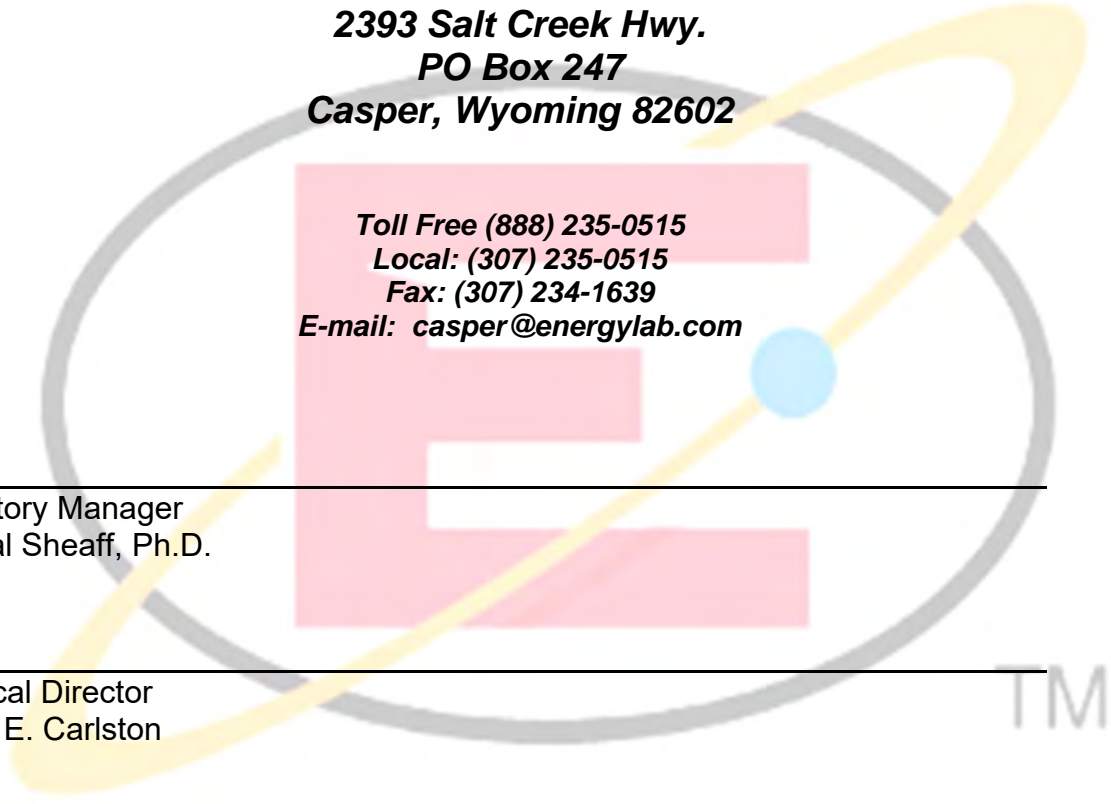 2393 Salt Creek Hwy.
PO Box 247
Casper, Wyoming 82602
Toll Free (888) 235-0515
Local: (307) 235-0515
Fax: (307) 234-1639
E-mail: casper@energylab.com
tory Manager
al Sheaff, Ph.D.
cal Director
E. Carlston
E
TM